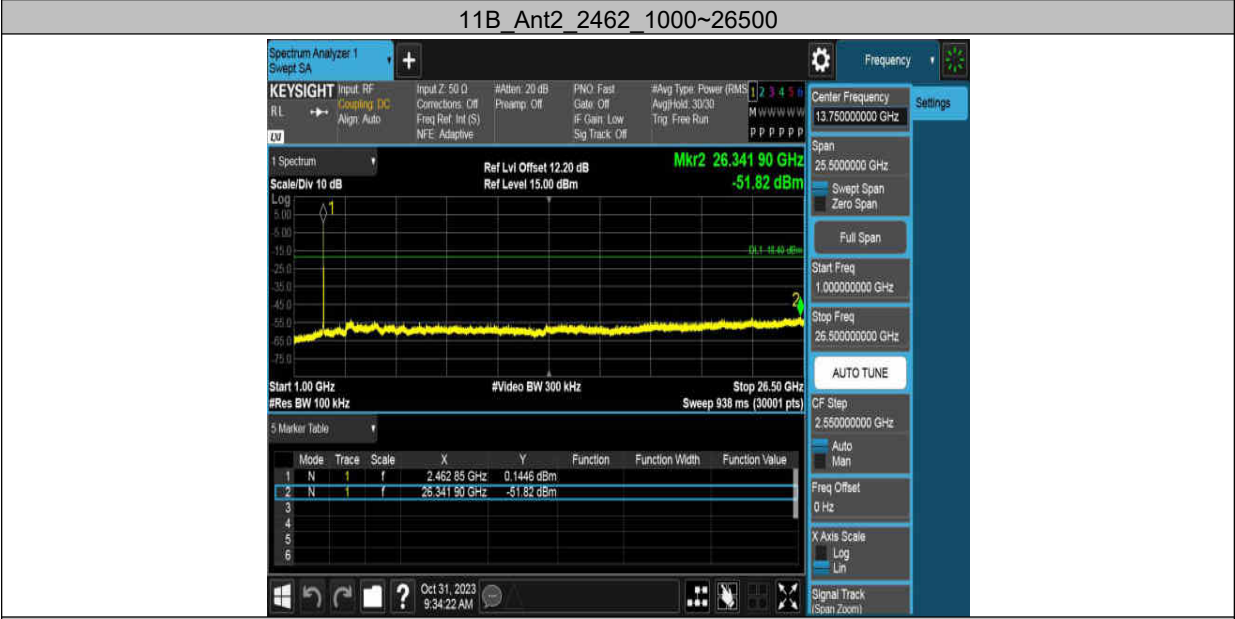 11B_Ant2_2462_1000~26500
Spectrum Analyzer 1
Swept SA
Frequency
KEYSIGHT
RL
LXI
Input: RF
Coupling: DC
Align: Auto
Input Z: 50 Ω
Corrections: Off
Freq Ref: Int (S)
NFE: Adaptive
#Atten: 20 dB
Preamp: Off
PNO: Fast
Gate: Off
IF Gain: Low
Sig Track: Off
#Avg Type: Power (RMS
Avg|Hold: 30/30
Trig: Free Run
1 2 3 4 5 6
M W W W W W
P P P P P P
Center Frequency
13.750000000 GHz
Settings
Span
25.5000000 GHz
Swept Span
Zero Span
Full Span
Start Freq
1.000000000 GHz
Stop Freq
26.500000000 GHz
AUTO TUNE
CF Step
2.550000000 GHz
Auto
Man
Freq Offset
0 Hz
X Axis Scale
Log
Lin
Signal Track
(Span Zoom)
1 Spectrum
Scale/Div 10 dB
Ref Lvl Offset 12.20 dB
Ref Level 15.00 dBm
Mkr2 26.341 90 GHz
-51.82 dBm
Log
5.00
-5.00
-15.0
-25.0
-35.0
-45.0
-55.0
-65.0
-75.0
1
2
Start 1.00 GHz
#Res BW 100 kHz
#Video BW 300 kHz
Stop 26.50 GHz
Sweep 938 ms (30001 pts)
5 Marker Table
Mode Trace Scale X Y Function Function Width Function Value
1 N 1 f 2.462 85 GHz 0.1446 dBm
2 N 1 f 26.341 90 GHz -51.82 dBm
3
4
5
6
Oct 31, 2023
9:34:22 AM